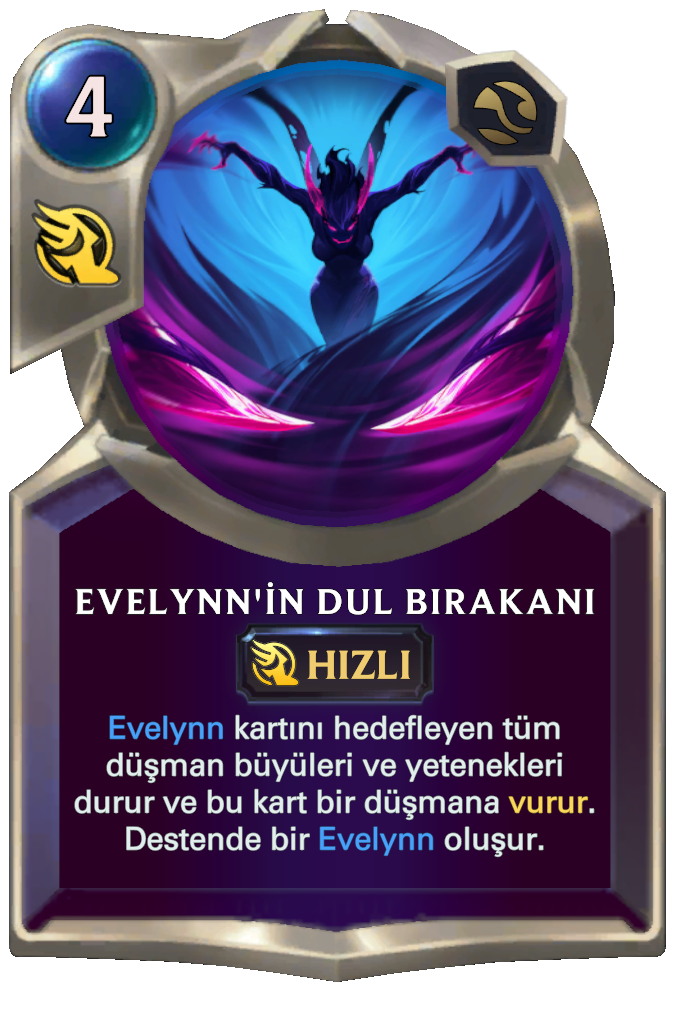 4
EVELYNN'İN DUL BIRAKANI
HIZLI
Evelynn kartını hedefleyen tüm
düşman büyüleri ve yetenekleri
durur ve bu kart bir düşmana vurur.
Destende bir Evelynn oluşur.